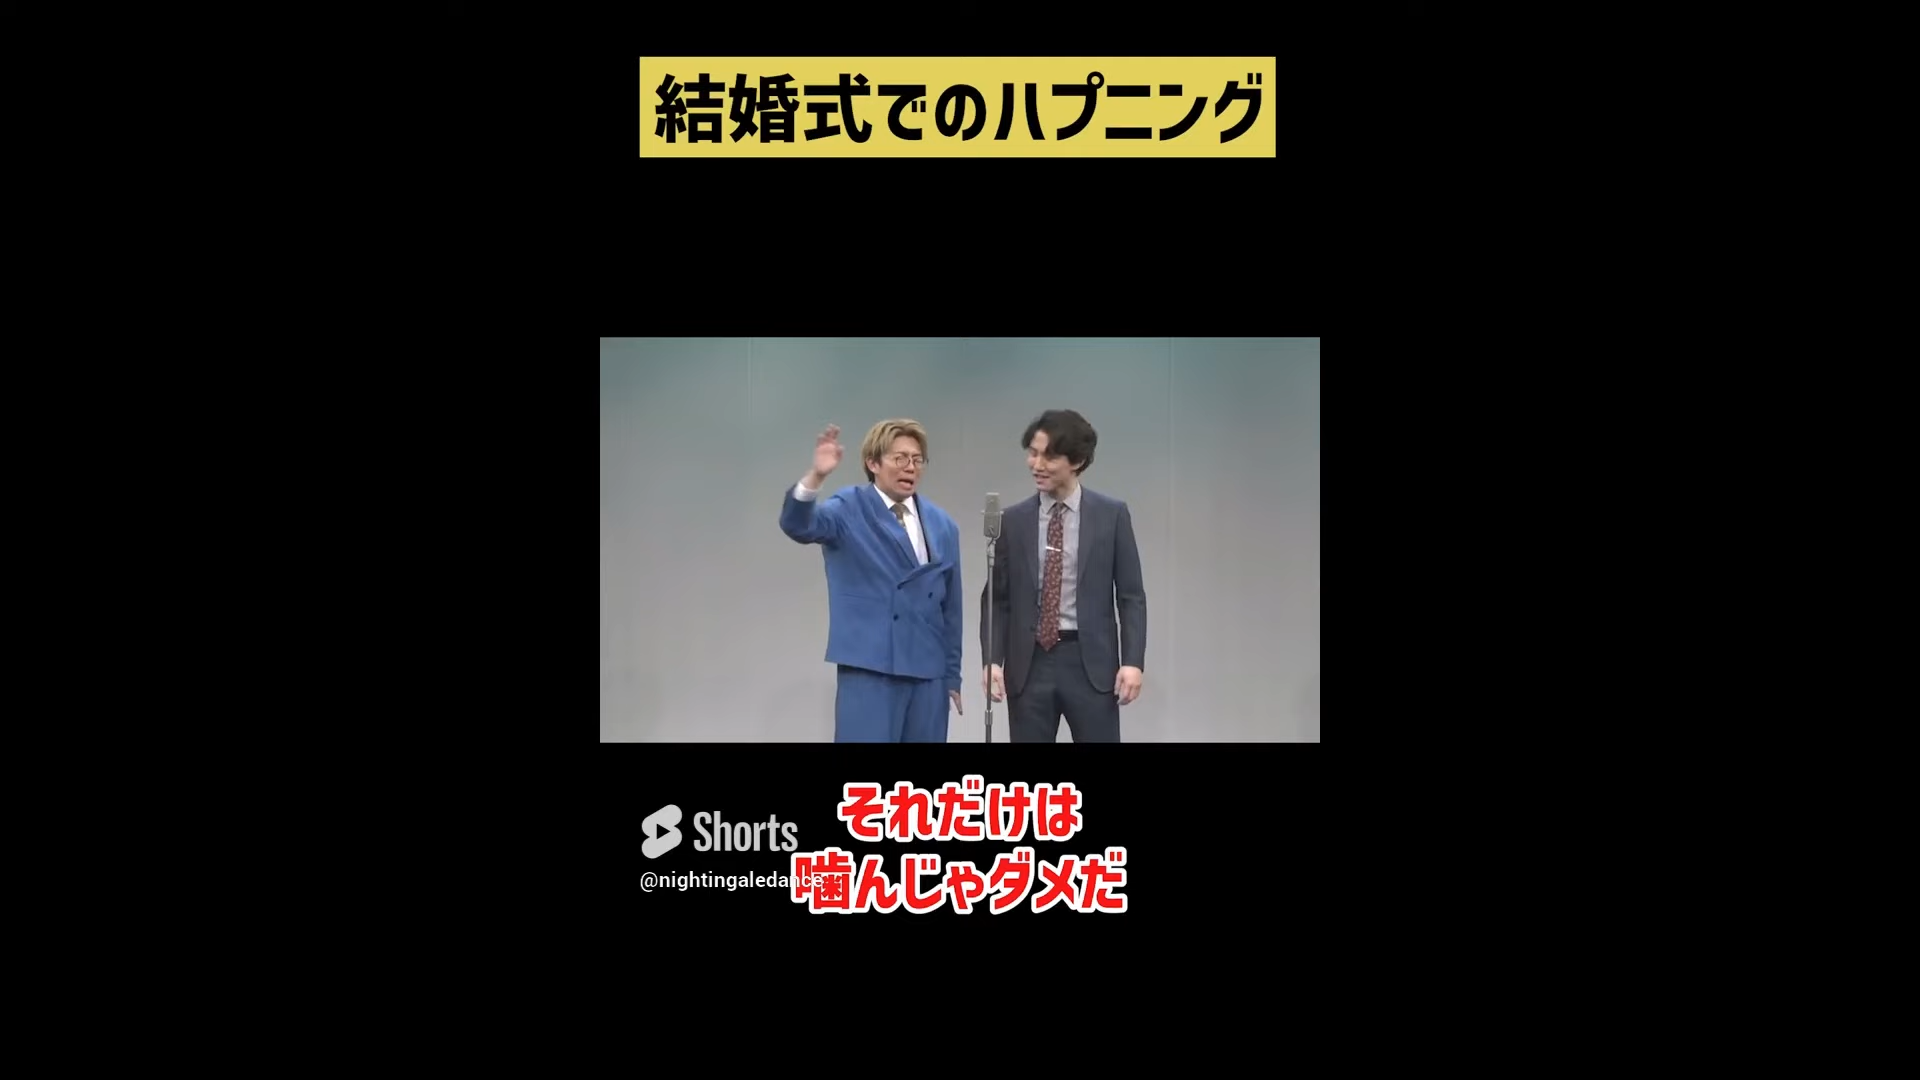 結婚式でのハプニング
それだけは
Shorts
@nightingaledance
噛んじゃダメだ